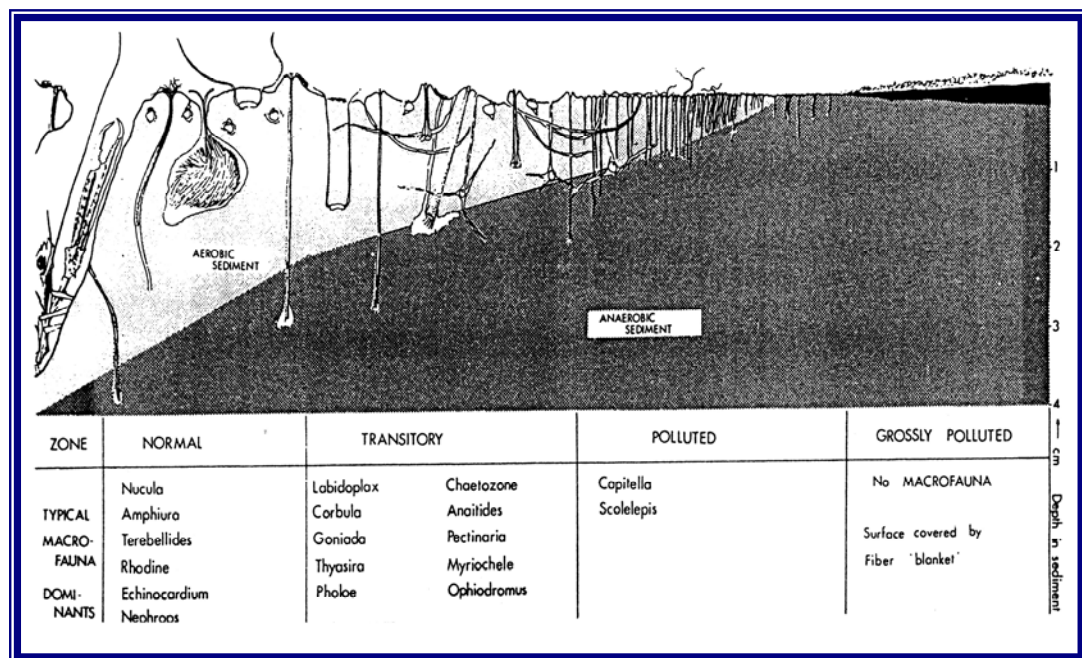 AEROBIC
SEDIMENT
ANAEROBIC
SEDIMENT
1
2
3
4
cm
Depth in sediment
ZONE NORMAL TRANSITORY POLLUTED GROSSLY POLLUTED
TYPICAL
MACRO-
FAUNA
DOMI-
NANTS
Nucula
Amphiura
Terebellides
Rhodine
Echinocardium
Nephrops
Labidoplax
Corbula
Goniada
Thyasira
Pholoe
Chaetozone
Anaitides
Pectinaria
Myriochele
Ophiodromus
Capitella
Scolelepis
No MACROFAUNA
Surface covered by
Fiber 'blanket'